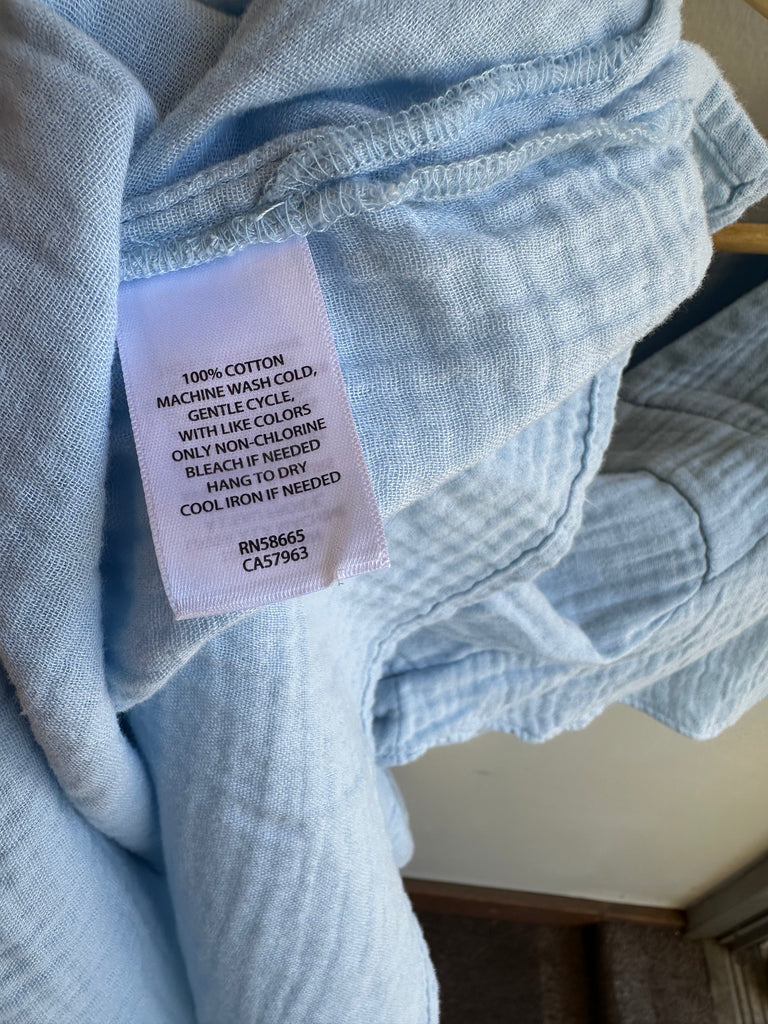 100% COTTON
MACHINE WASH COLD,
GENTLE CYCLE,
WITH LIKE COLORS
ONLY NON-CHLORINE
BLEACH IF NEEDED
HANG TO DRY
COOL IRON IF NEEDED
RN58665
CA57963